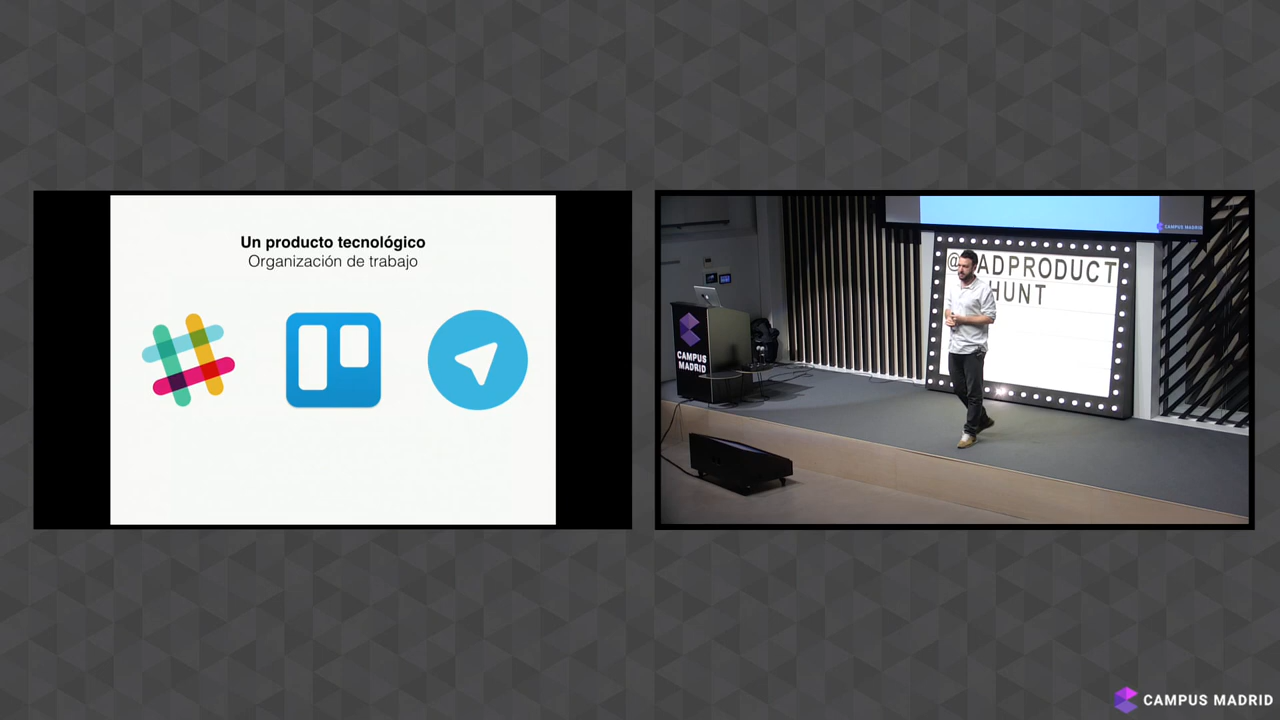 Un producto tecnológico
Organización de trabajo
CAMPUS MADRID
@ ADPRODUCT
HUNT
CAMPUS
MADRID
CAMPUS MADRID